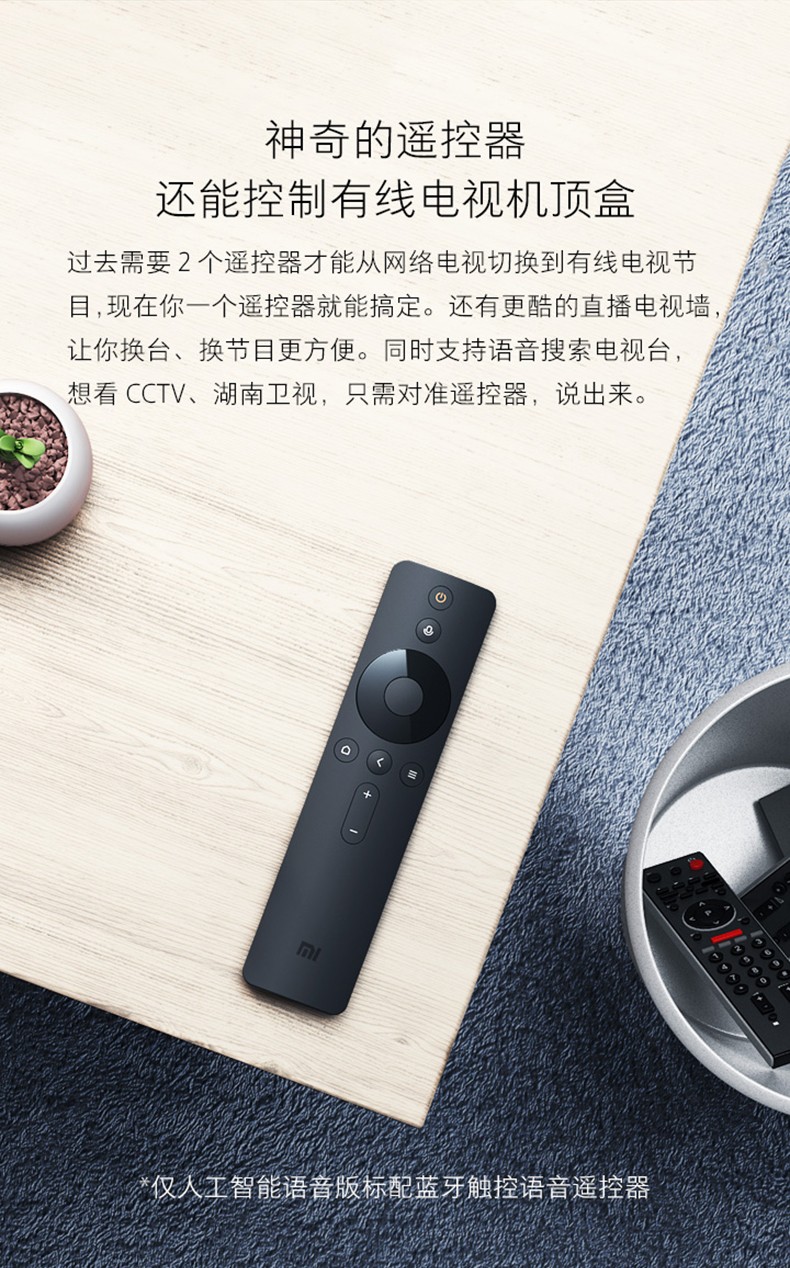 神奇的遥控器
还能控制有线电视机顶盒
过去需要 2 个遥控器才能从网络电视切换到有线电视节
目,现在你一个遥控器就能搞定。还有更酷的直播电视墙，
让你换台、换节目更方便。同时支持语音搜索电视台，
想看 CCTV、湖南卫视，只需对准遥控器，说出来。
mi
*仅人工智能语音版标配蓝牙触控语音遥控器